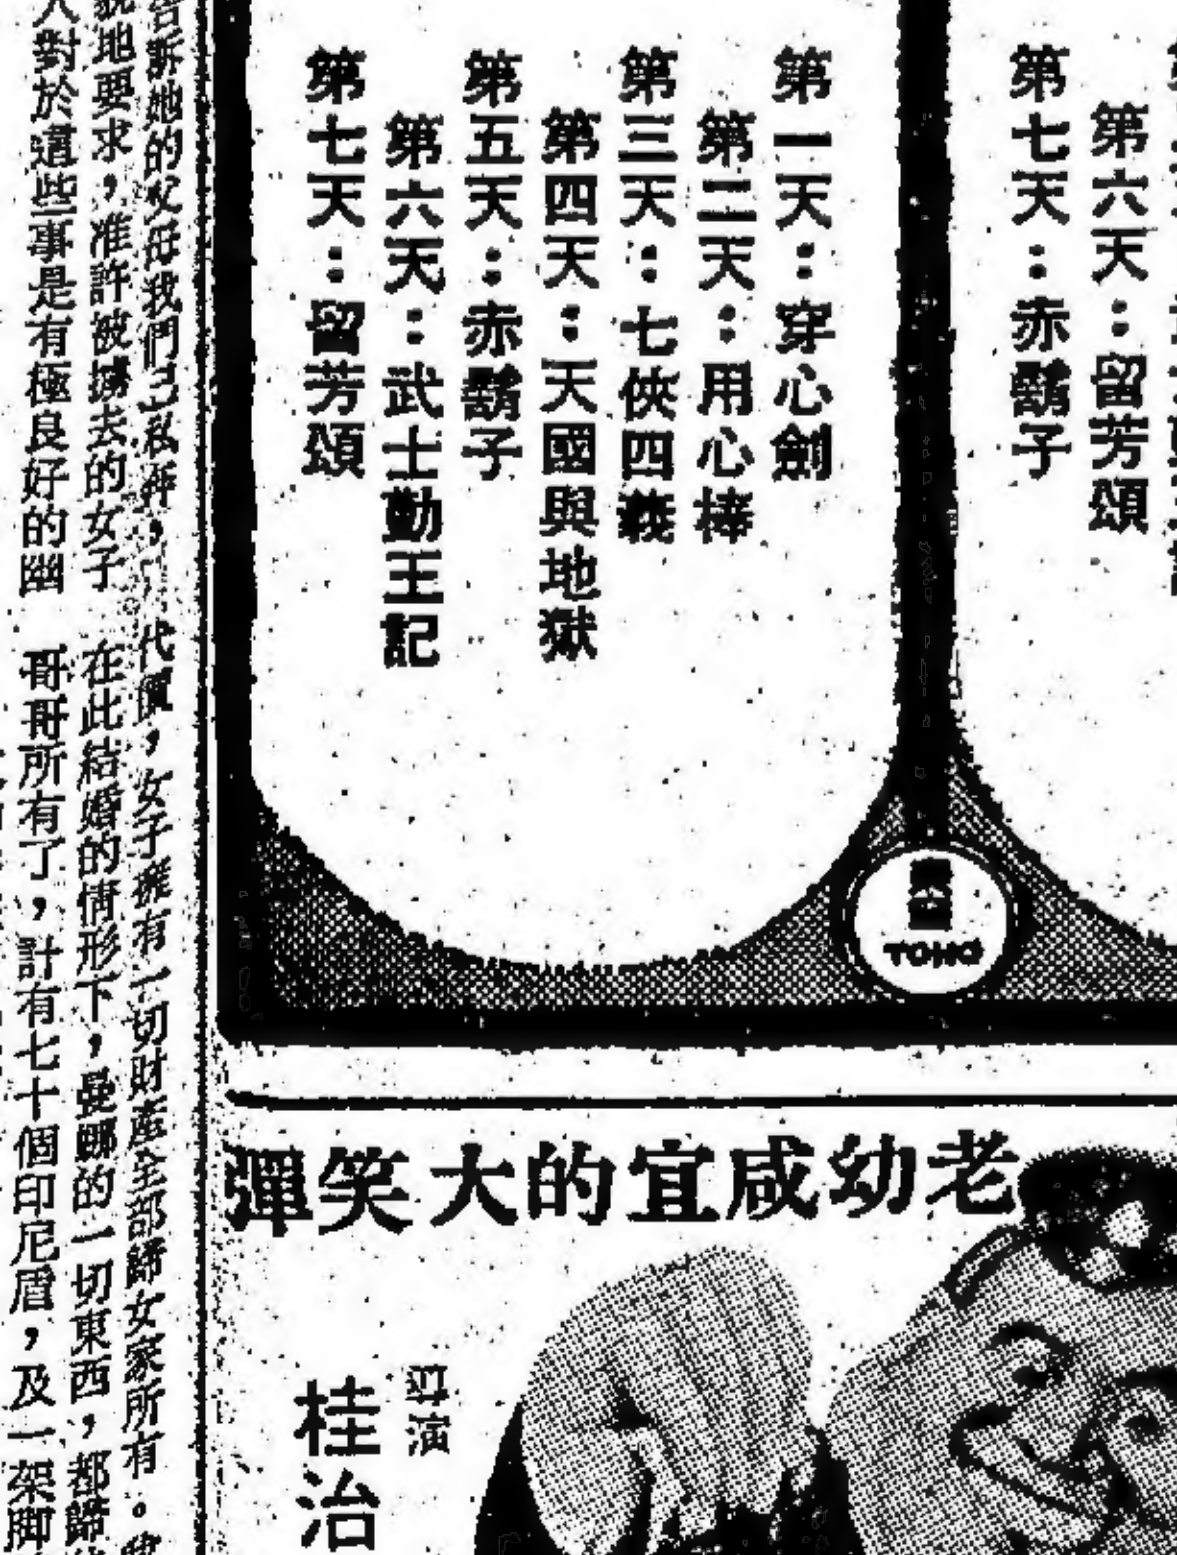 第六天：留芳頌
第七天：赤鬍子
第一天：穿心劍
第二天：用心棒
第三天：七俠四義
第四天：天國與地獄
第五天：赤鬍子
第六天：武士勤王記
第七天：留芳頌
TOHO
老幼咸宜的大笑彈
導演
桂治
告訴她的父母我們已私奔，
地要求，准許被擄去的女子
人對於這些事是有極良好的幽
代價，女子擁有一切財產全部歸女家所有。
在此結婚的情形下，曼娜的一切東西，都歸
哥哥所有了，計有七十個印尼盾，及一架脚